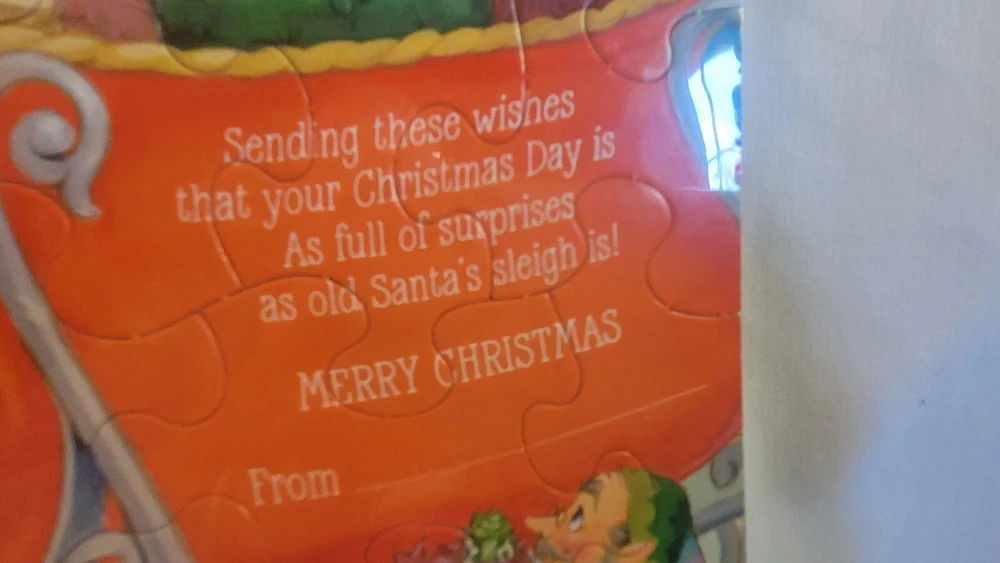 Sending these wishes
that your Christmas Day is
As full of surprises
as old Santa's sleigh is!
MERRY CHRISTMAS
From